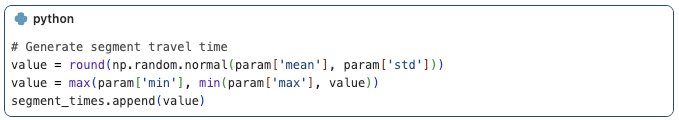 python
# Generate segment travel time
value = round(np.random.normal(param['mean'], param['std']))
value = max(param['min'], min(param['max'], value))
segment_times.append(value)